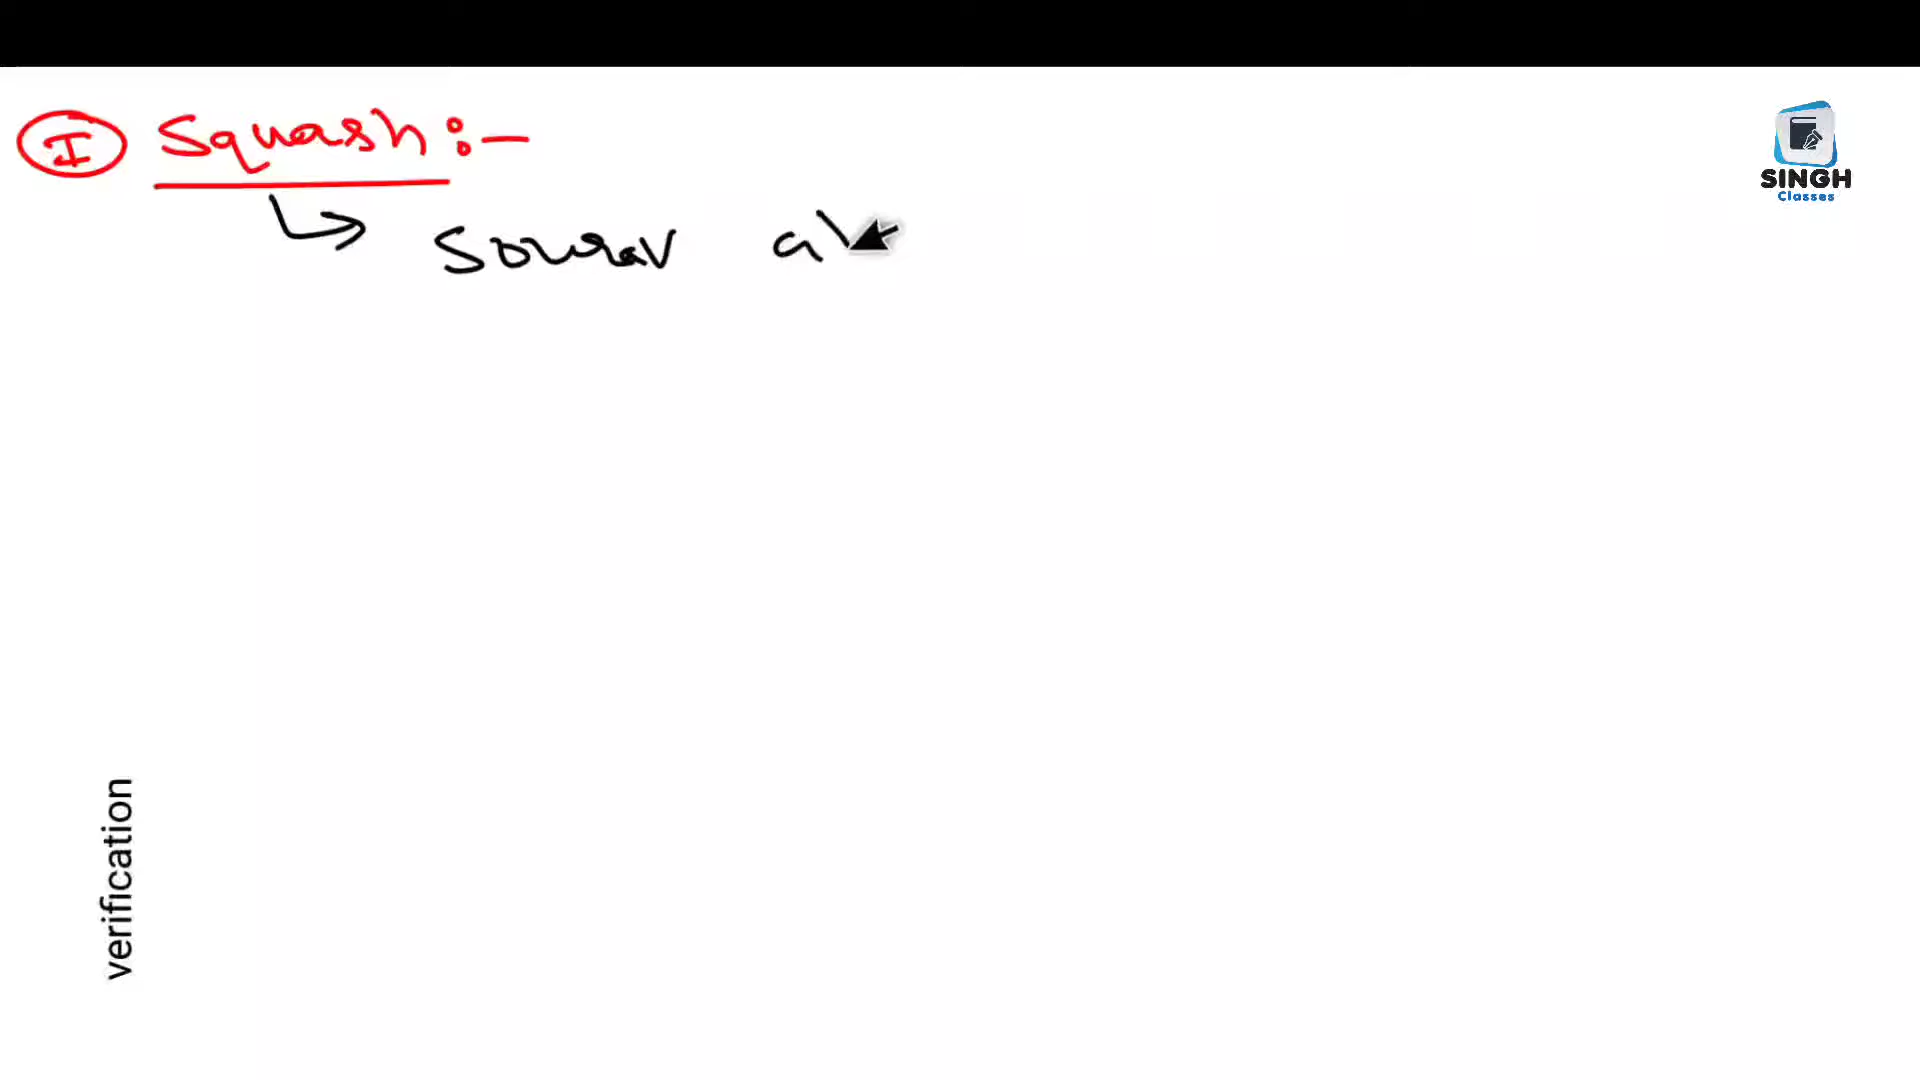 I Squash :-
↳ Sourav
SINGH
Classes
verification